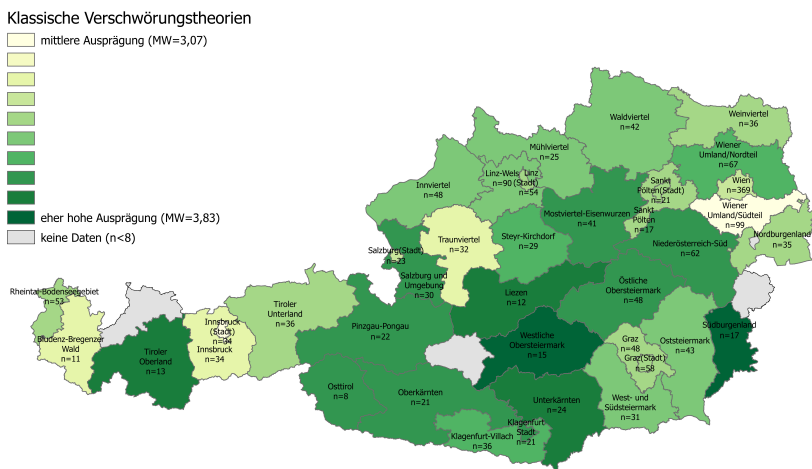 Klassische Verschwörungstheorien
mittlere Ausprägung (MW=3,07)
eher hohe Ausprägung (MW=3,83)
keine Daten (n<8)
Waldviertel
n=42
Weinviertel
n=36
Wiener
Umland/Nordteil
n=67
Mühlviertel
n=25
Linz-Wels
n=90
Linz
(Stadt)
n=54
Sankt
Pölten(Stadt)
n=21
Wien
n=369
Innviertel
n=48
Wiener
Umland/Südteil
n=99
Mostviertel-Eisenwurzen
n=41
Sankt
Pölten
n=17
Nordburgenland
n=35
Steyr-Kirchdorf
n=29
Traunviertel
n=32
Niederösterreich-Süd
n=62
Salzburg(Stadt)
n=23
Salzburg und
Umgebung
n=30
Liezen
n=12
Östliche
Obersteiermark
n=48
Rheintal-Bodenseegebiet
n=53
Tiroler
Unterland
n=36
Innsbruck
(Stadt)
n=34
Innsbruck
n=34
Pinzgau-Pongau
n=22
Bludenz-Bregenzer
Wald
n=11
Tiroler
Oberland
n=13
Westliche
Obersteiermark
n=15
Graz
n=48
Graz(Stadt)
n=58
Oststeiermark
n=43
Südburgenland
n=17
Osttirol
n=8
Oberkärnten
n=21
Unterkärnten
n=24
West- und
Südsteiermark
n=31
Klagenfurt-Villach
n=36
Klagenfurt
Stadt
n=21